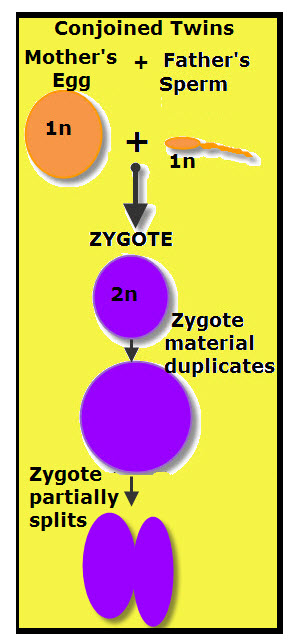 Conjoined Twins
Mother's + Father's
Egg Sperm
1n + 1n
ZYGOTE
2n
Zygote
material
duplicates
Zygote
partially
splits